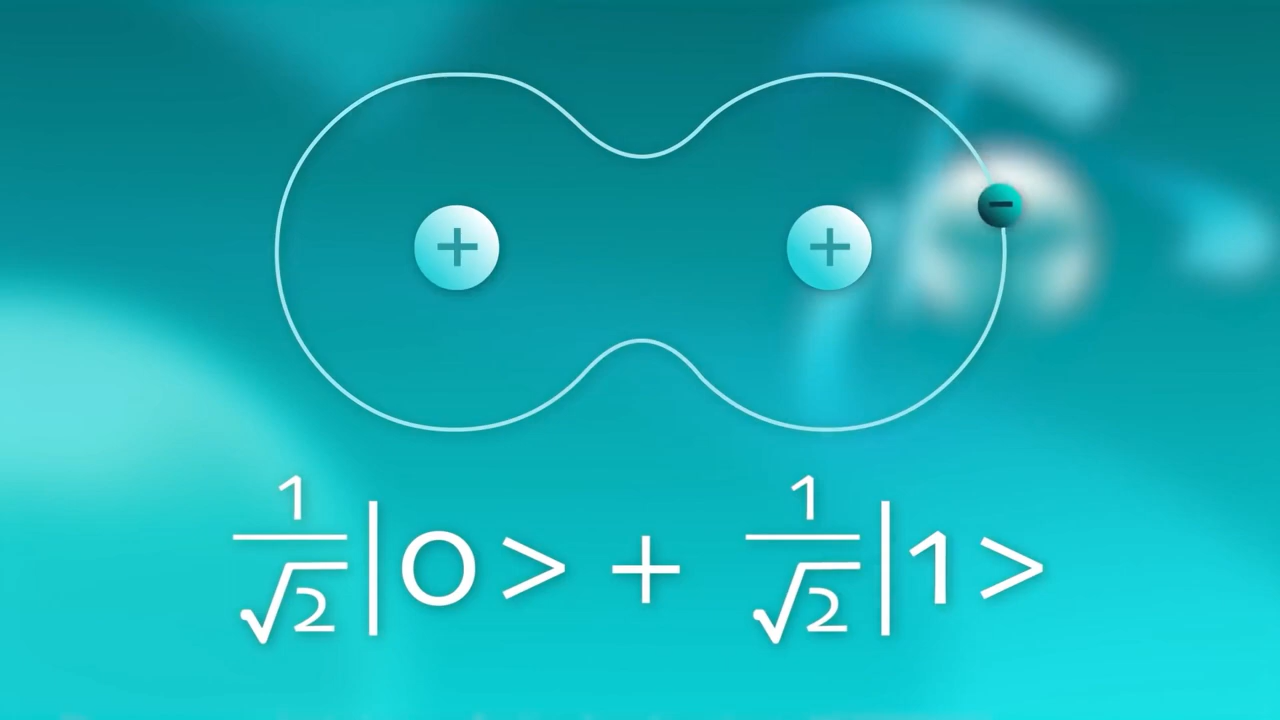 + + −
1/√2 |0> + 1/√2 |1>